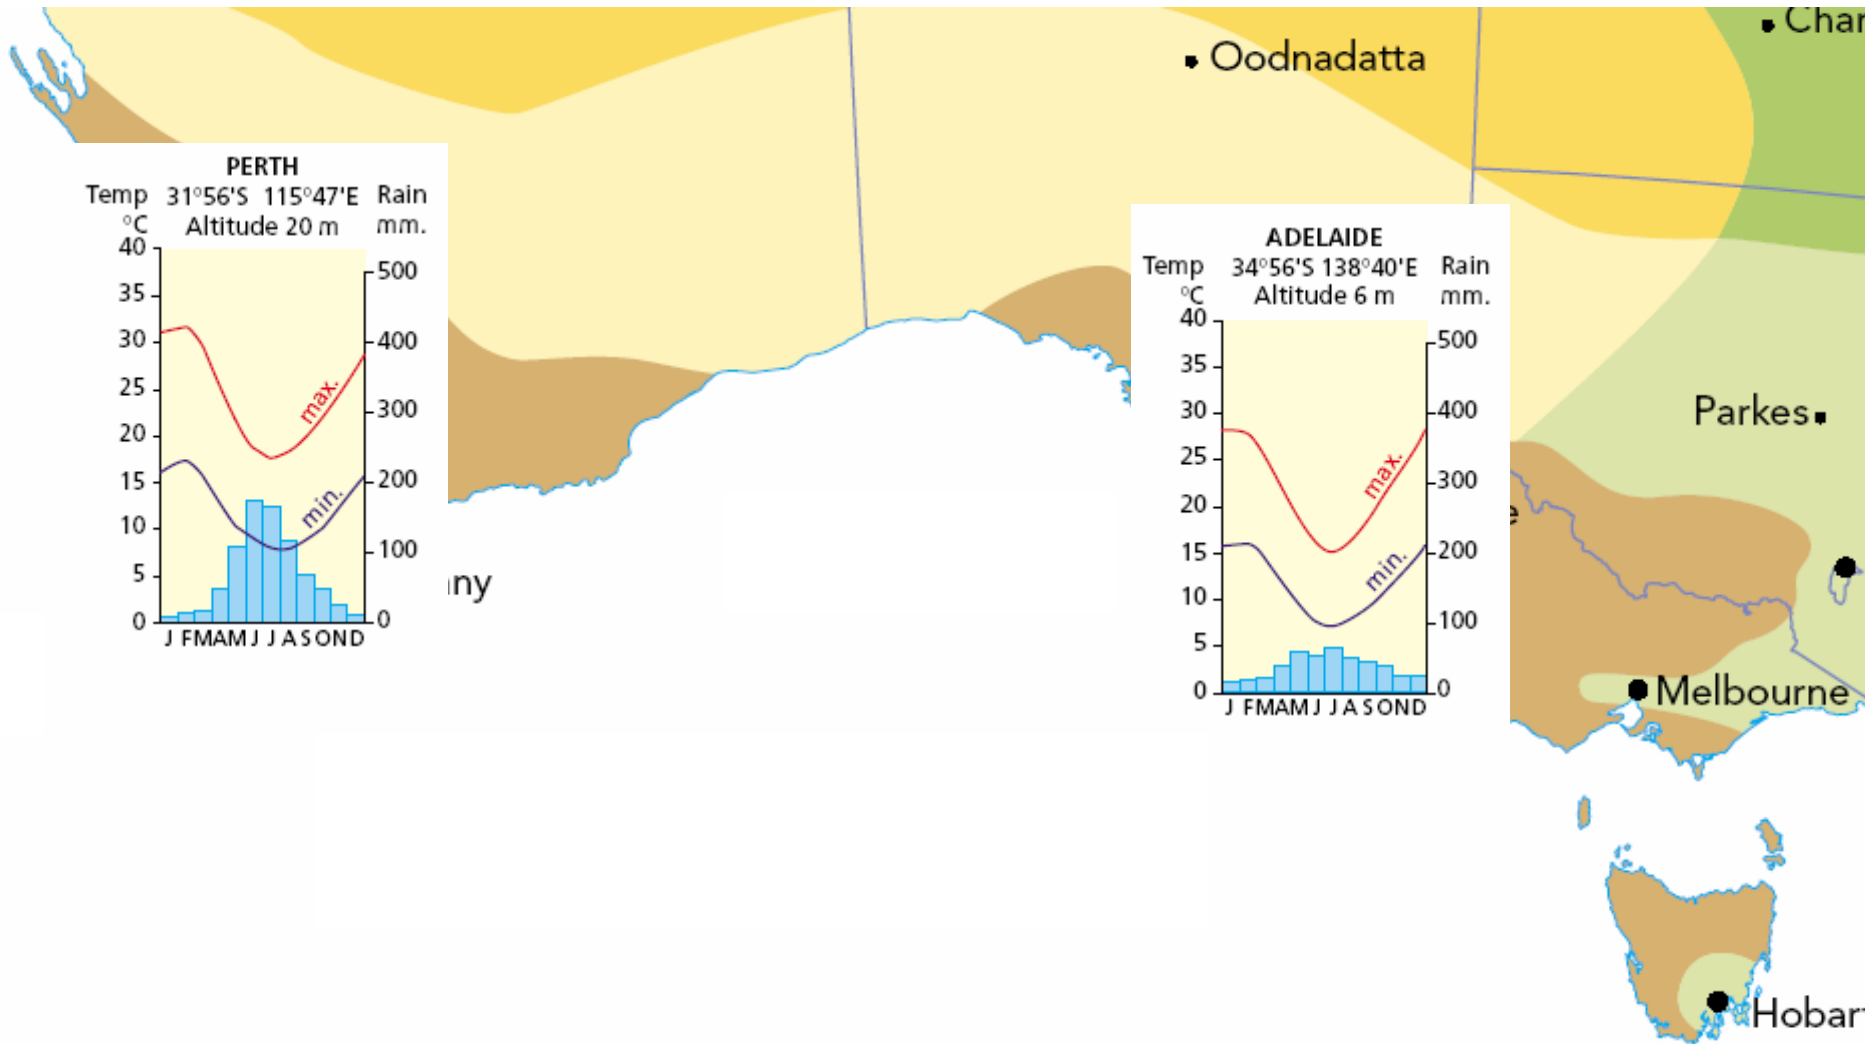 Char
Oodnadatta
PERTH
Temp 31°56'S 115°47'E Rain
°C Altitude 20 m mm.
40
500
35
30
400
25
max.
300
20
15
200
min.
10
100
5
0
0
J F M A M J J A S O N D
ADELAIDE
Temp 34°56'S 138°40'E Rain
°C Altitude 6 m mm.
40
500
35
30
400
25
max.
300
20
15
200
min.
10
100
5
0
0
J F M A M J J A S O N D
Parkes
e
ny
Melbourne
Hobar